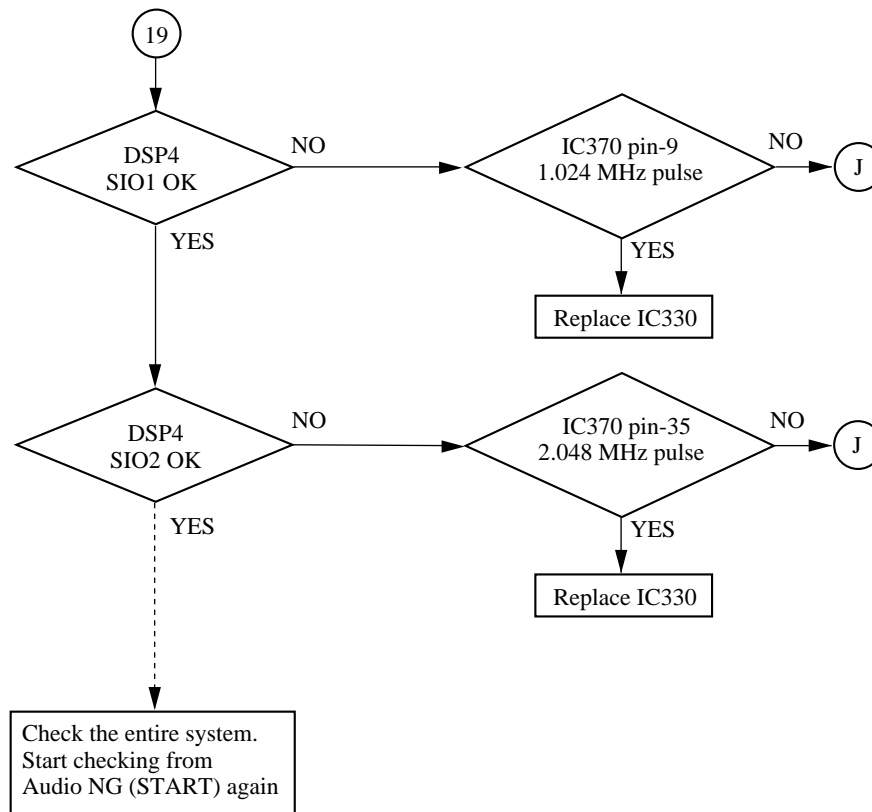 19
DSP4
SIO1 OK
NO
IC370 pin-9
1.024 MHz pulse
NO
J
YES
YES
Replace IC330
DSP4
SIO2 OK
NO
IC370 pin-35
2.048 MHz pulse
NO
J
YES
YES
Replace IC330
Check the entire system.
Start checking from
Audio NG (START) again